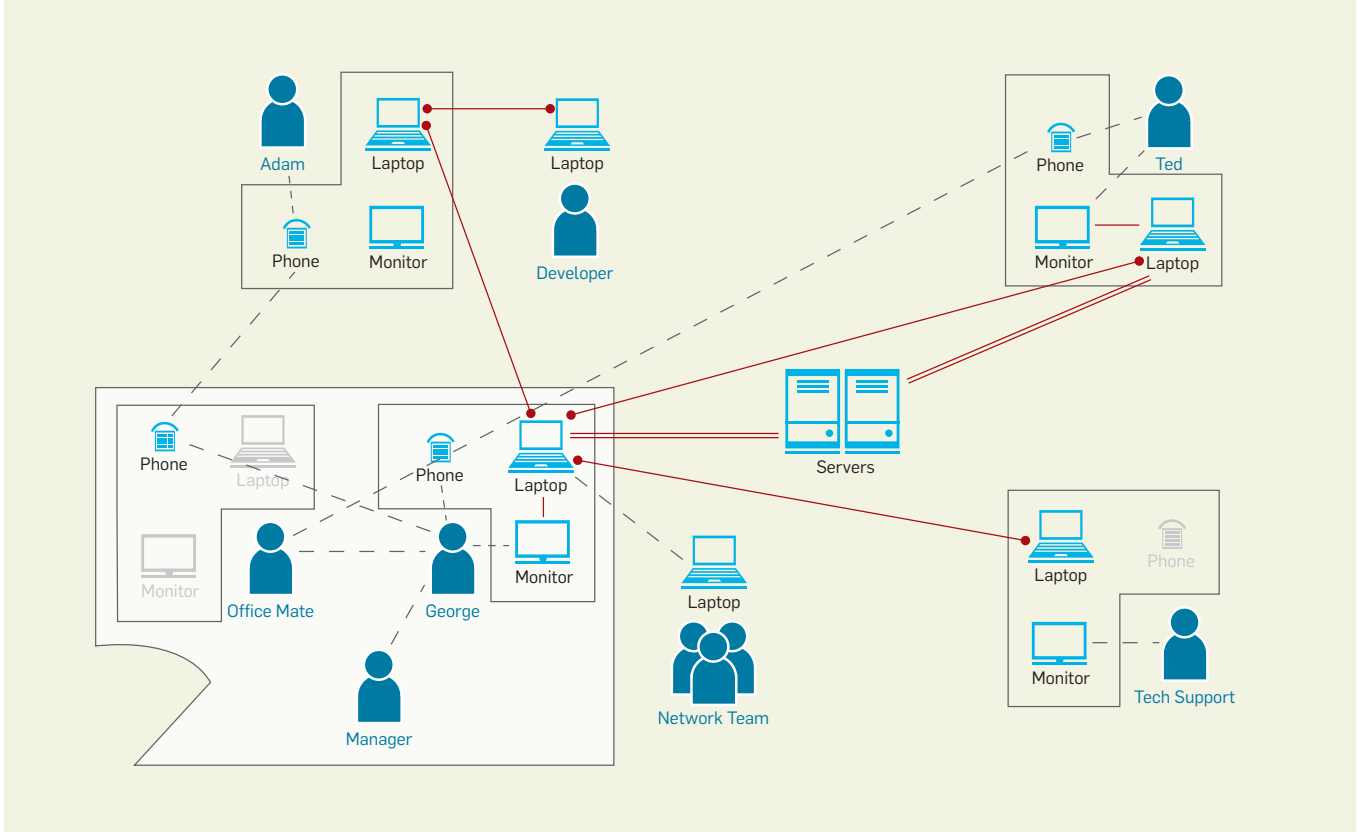 Adam
Laptop
Laptop
Phone
Ted
Phone
Monitor
Developer
Monitor
Laptop
Phone
Laptop
Phone
Laptop
Servers
Monitor
Office Mate
George
Monitor
Laptop
Laptop
Phone
Manager
Network Team
Monitor
Tech Support